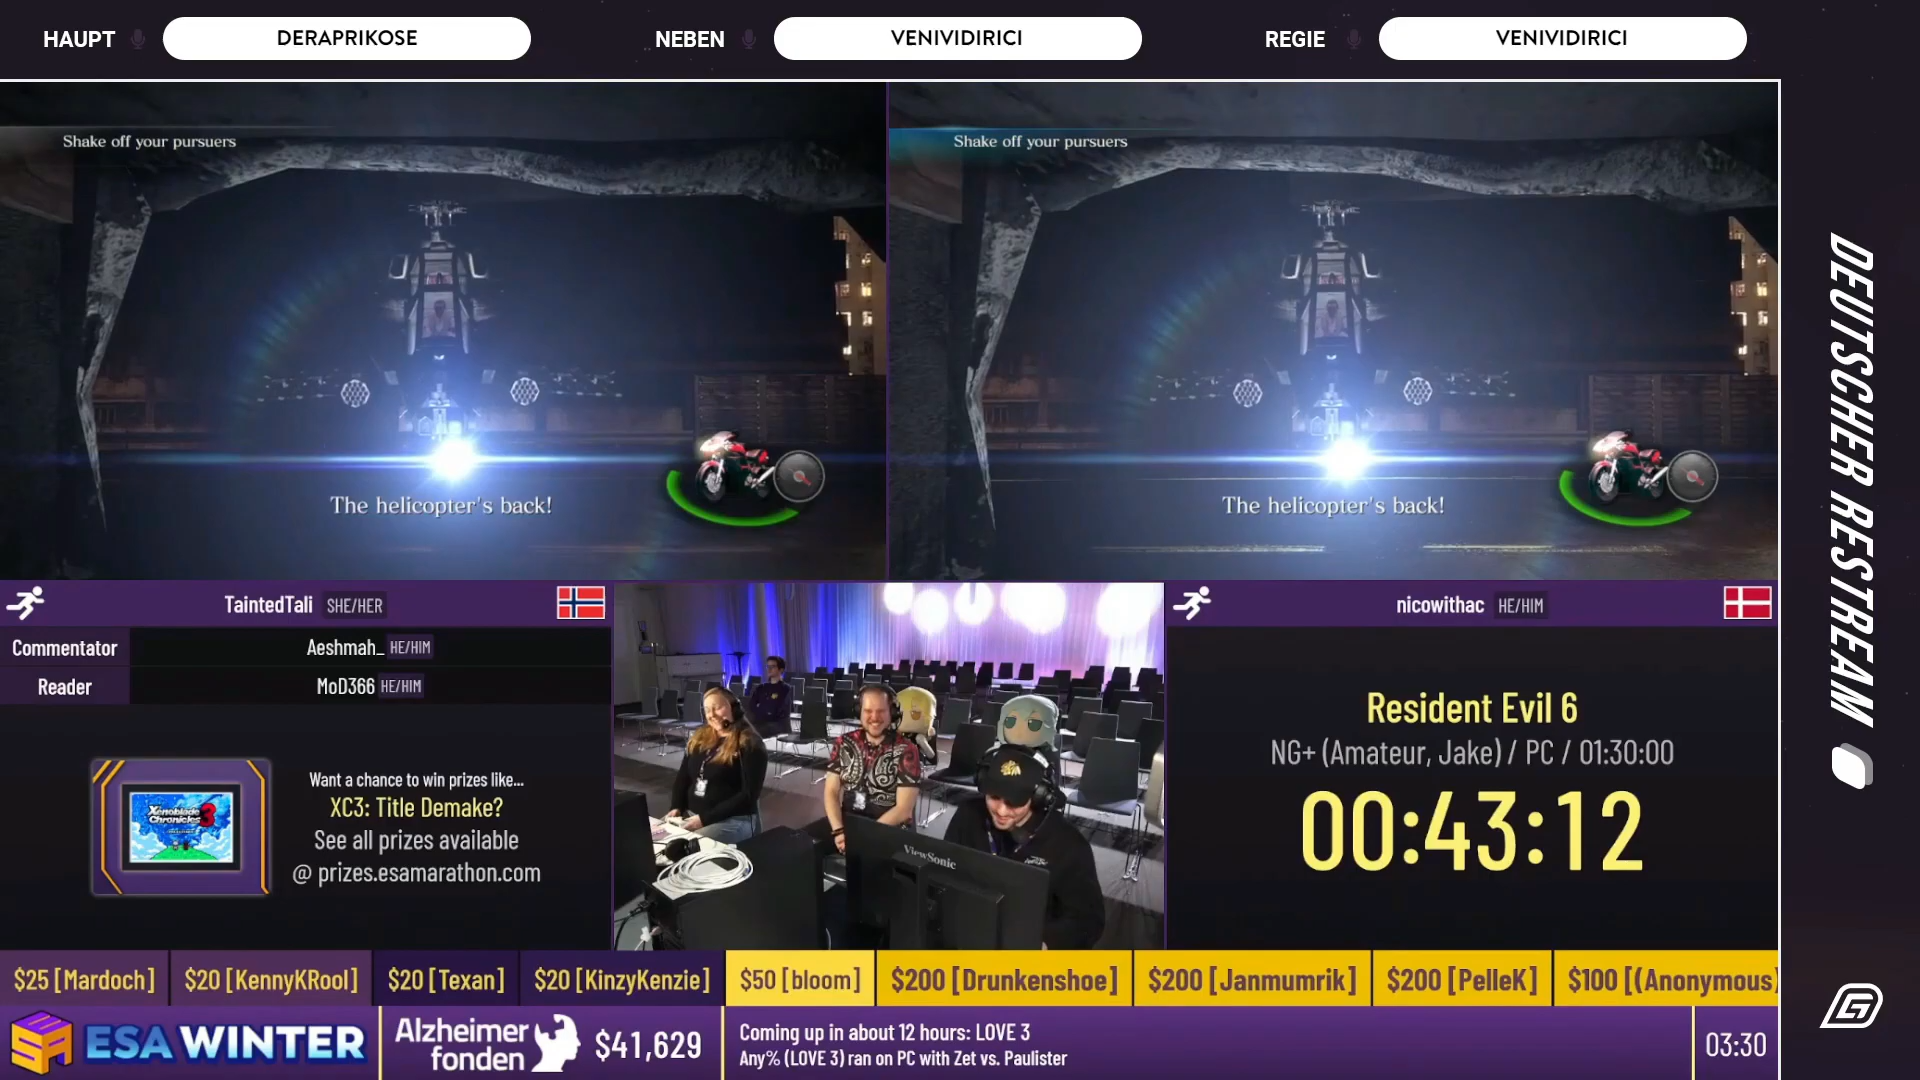 HAUPT
DERAPRIKOSE
NEBEN
VENIVIDIRICI
REGIE
VENIVIDIRICI
Shake off your pursuers
Shake off your pursuers
The helicopter's back!
The helicopter's back!
DEUTSCHER RESTREAM
TaintedTali SHE/HER
Commentator
Aeshmah_ HE/HIM
Reader
MoD366 HE/HIM
Want a chance to win prizes like...
XC3: Title Demake?
See all prizes available
@ prizes.esamarathon.com
Xenoblade
Chronicles 3
ViewSonic
nicowithac HE/HIM
Resident Evil 6
NG+ (Amateur, Jake) / PC / 01:30:00
00:43:12
$25 [Mardoch]
$20 [KennyKRool]
$20 [Texan]
$20 [KinzyKenzie]
$50 [bloom]
$200 [Drunkenshoe]
$200 [Janmumrik]
$200 [PelleK]
$100 [(Anonymous)
ESA WINTER
Alzheimer
fonden
$41,629
Coming up in about 12 hours: LOVE 3
Any% (LOVE 3) ran on PC with Zet vs. Paulister
03:30